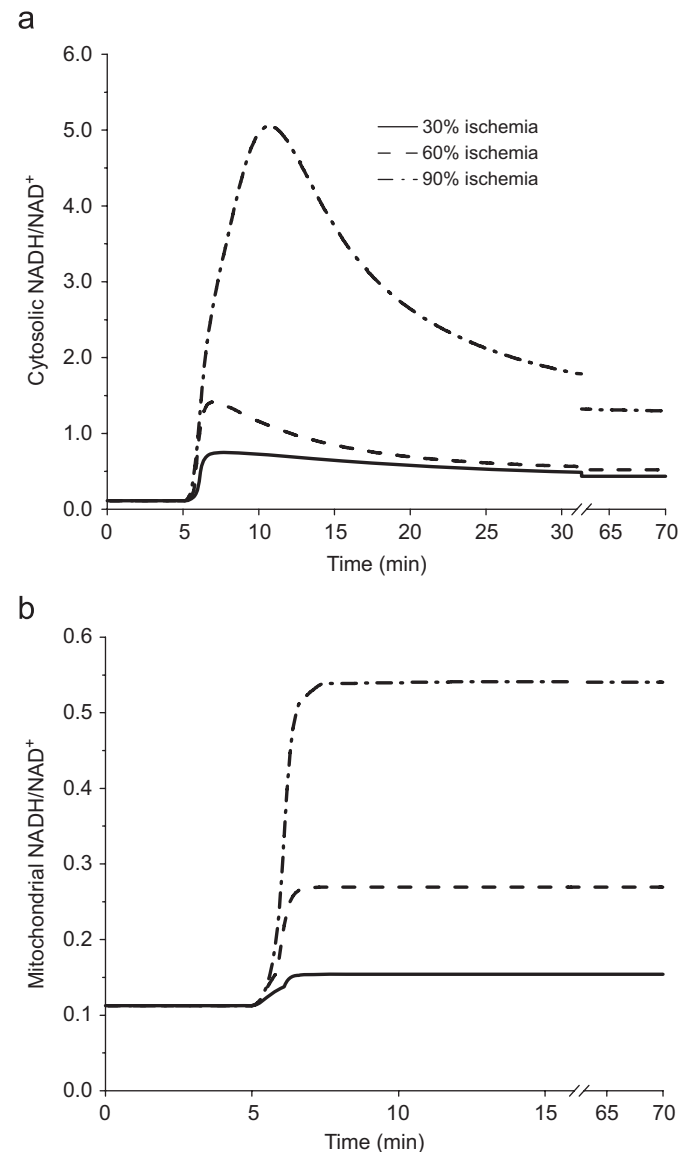 a
6.0
5.0
4.0
3.0
2.0
1.0
0.0
Cytosolic NADH/NAD⁺
30% ischemia
60% ischemia
90% ischemia
0 5 10 15 20 25 30 65 70
Time (min)
b
0.6
0.5
0.4
0.3
0.2
0.1
0.0
Mitochondrial NADH/NAD⁺
0 5 10 15 65 70
Time (min)